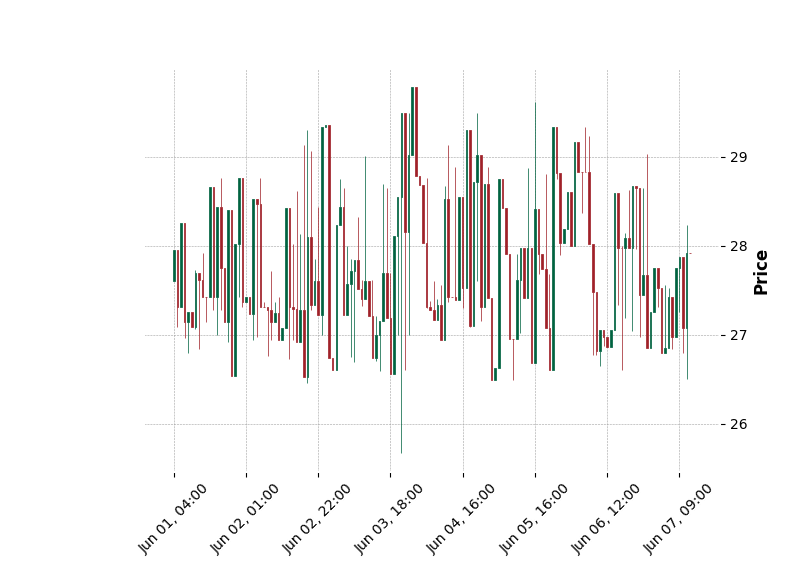 29
28
27
26
Price
Jun 01, 04:00
Jun 02, 01:00
Jun 02, 22:00
Jun 03, 18:00
Jun 04, 16:00
Jun 05, 16:00
Jun 06, 12:00
Jun 07, 09:00